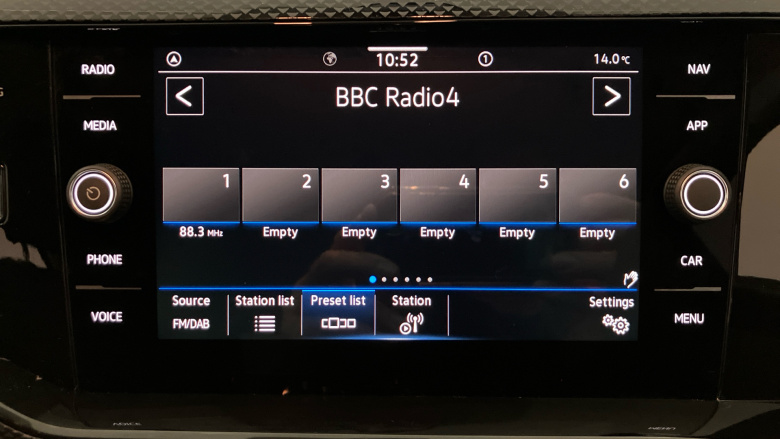 10:52
1
14.0°C
RADIO
NAV
BBC Radio4
MEDIA
APP
1 2 3 4 5 6
88.3 MHz Empty Empty Empty Empty Empty
PHONE
CAR
Source Station list Preset list Station Settings
FM/DAB
VOICE
MENU